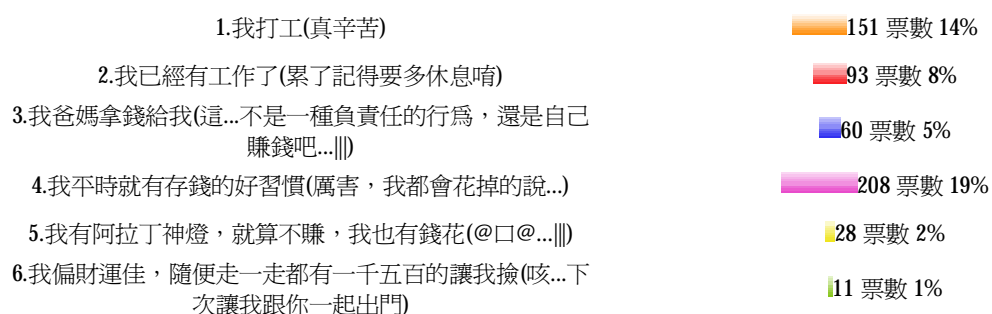 1.我打工(真辛苦) 151 票數 14%
2.我已經有工作了(累了記得要多休息唷) 93 票數 8%
3.我爸媽拿錢給我(這...不是一種負責任的行為，還是自己
賺錢吧...|||) 60 票數 5%
4.我平時就有存錢的好習慣(厲害，我都會花掉的說...) 208 票數 19%
5.我有阿拉丁神燈，就算不賺，我也有錢花(@口@...|||) 28 票數 2%
6.我偏財運佳，隨便走一走都有一千五百的讓我撿(咳...下
次讓我跟你一起出門) 11 票數 1%